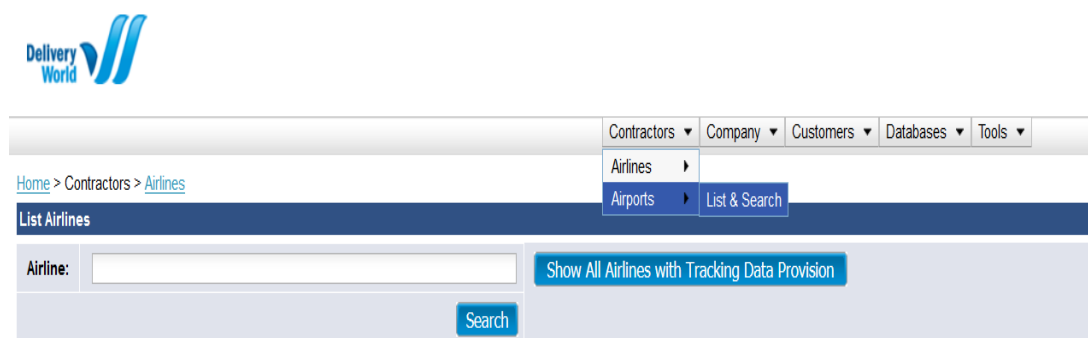 Delivery
World
Contractors Company Customers Databases Tools
Airlines
Airports List & Search
Home > Contractors > Airlines
List Airlines
Airline:
Show All Airlines with Tracking Data Provision
Search